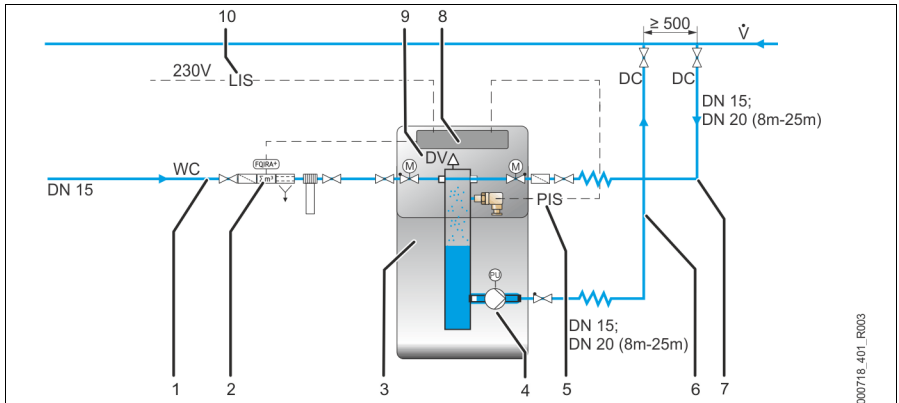 10
9
8
≥ 500
V̇
230V
LIS
DC
DC
DN 15;
DN 20 (8m-25m)
FQIRA+
Σ m³
WC
DN 15
DV
M
M
PIS
PU
DN 15;
DN 20 (8m-25m)
1
2
3
4
5
6
7
000718_401_R003